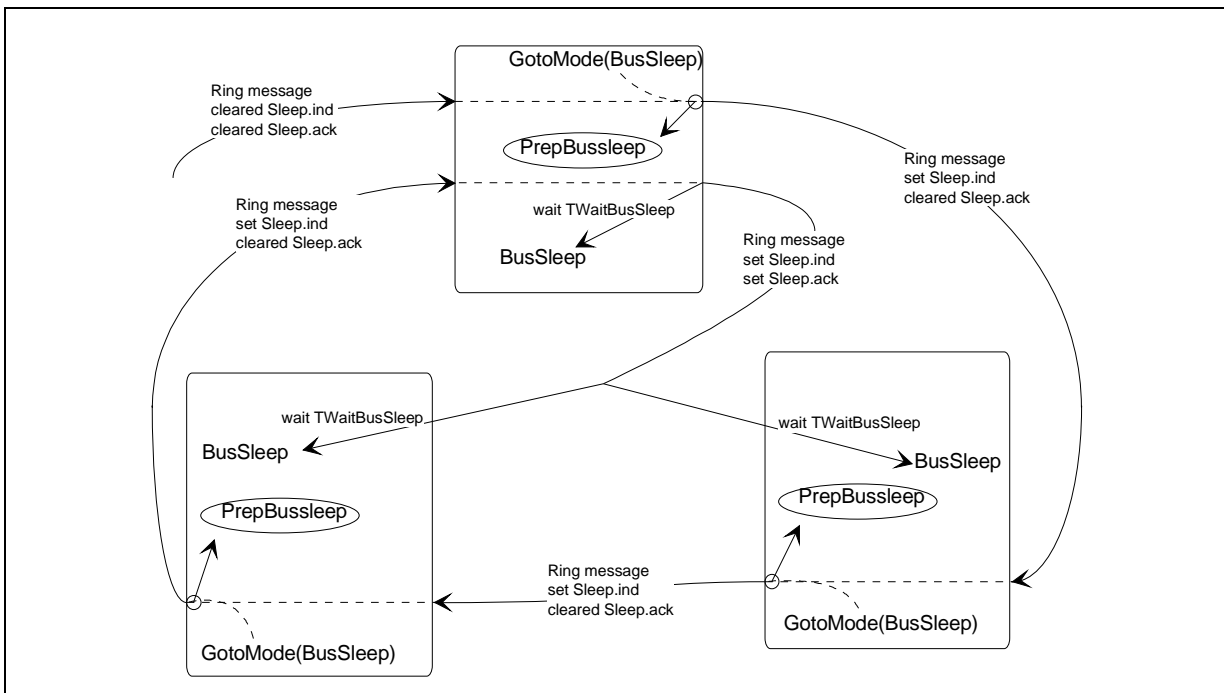 GotoMode(BusSleep)
Ring message
cleared Sleep.ind
cleared Sleep.ack
PrepBussleep
Ring message
set Sleep.ind
cleared Sleep.ack
Ring message
set Sleep.ind
cleared Sleep.ack
wait TWaitBusSleep
BusSleep
Ring message
set Sleep.ind
set Sleep.ack
wait TWaitBusSleep
BusSleep
PrepBussleep
GotoMode(BusSleep)
wait TWaitBusSleep
BusSleep
PrepBussleep
GotoMode(BusSleep)
Ring message
set Sleep.ind
cleared Sleep.ack